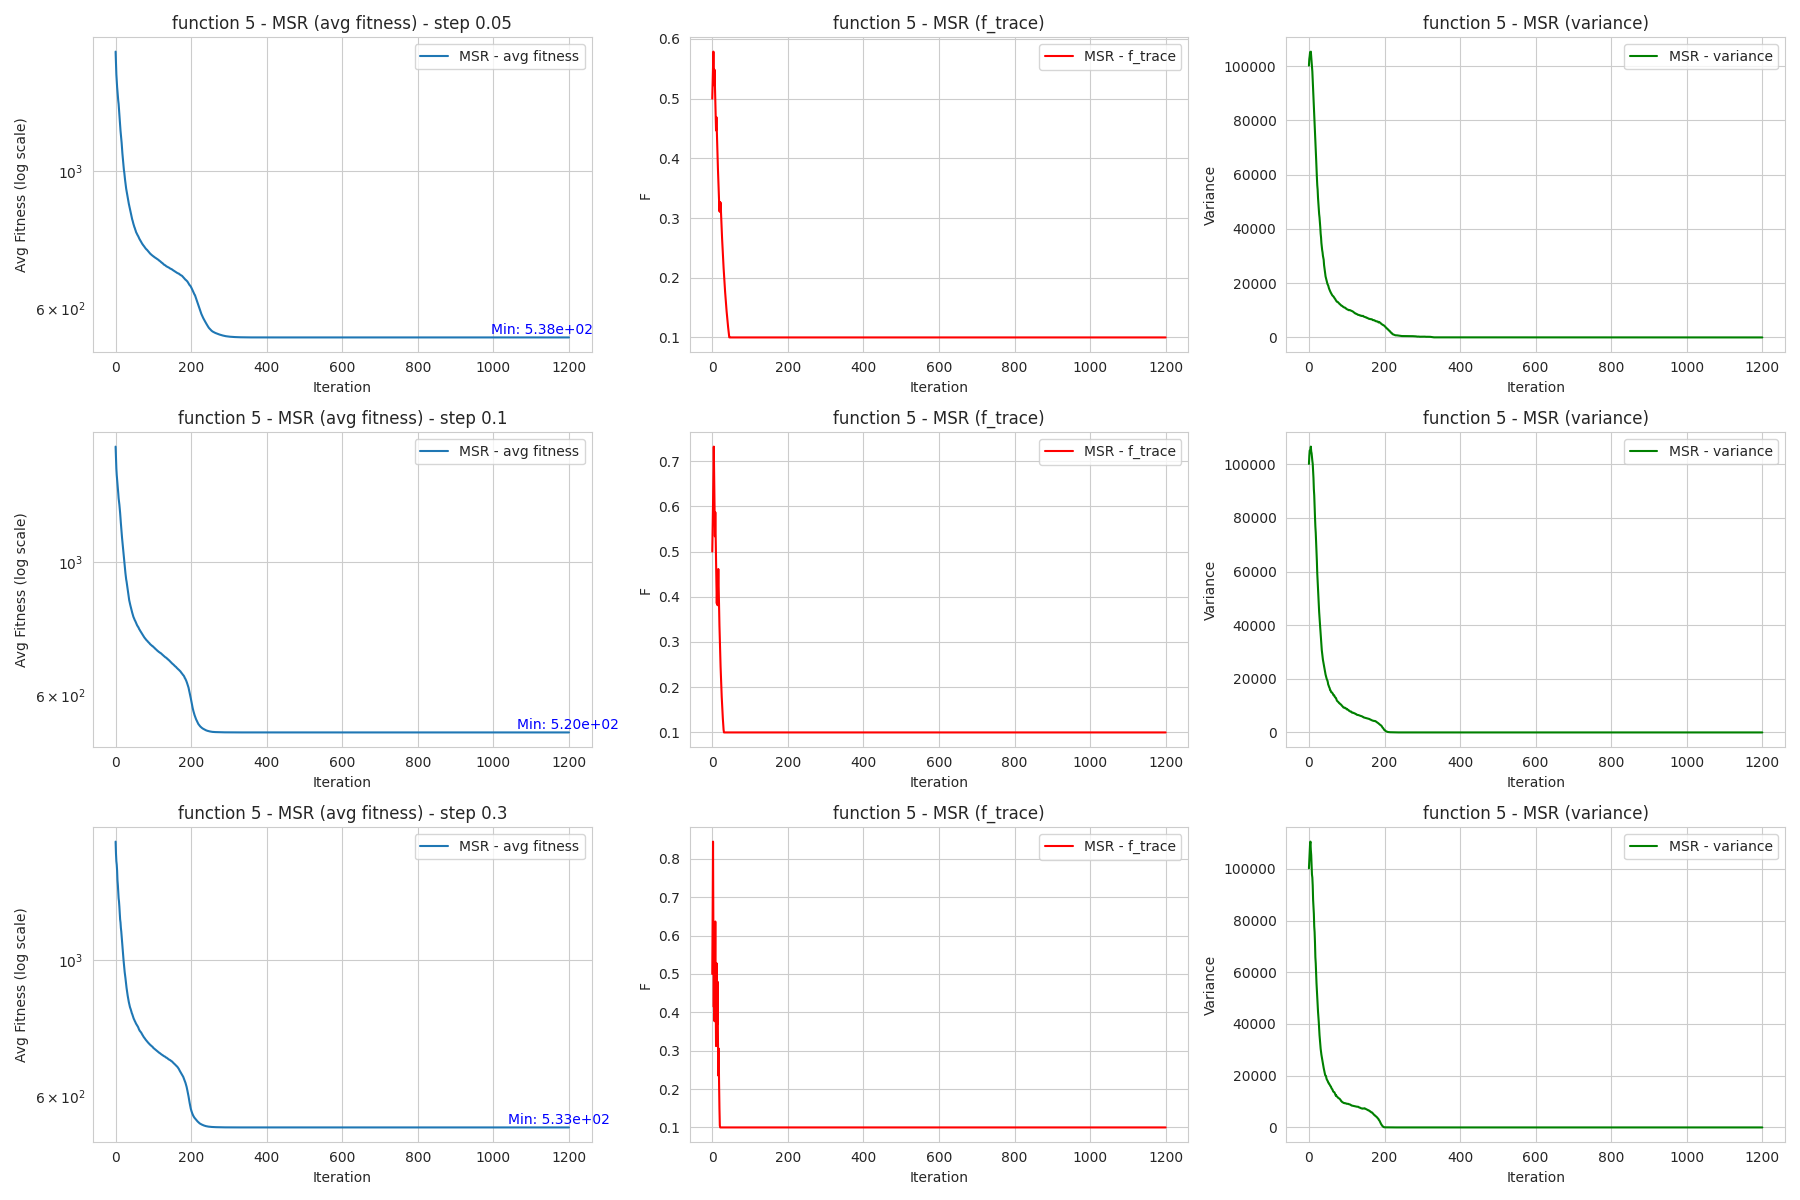 function 5 - MSR (avg fitness) - step 0.05
MSR - avg fitness
Avg Fitness (log scale)
10³
6 × 10²
Min: 5.38e+02
0 200 400 600 800 1000 1200
Iteration
function 5 - MSR (f_trace)
MSR - f_trace
F
0.6
0.5
0.4
0.3
0.2
0.1
0 200 400 600 800 1000 1200
Iteration
function 5 - MSR (variance)
MSR - variance
Variance
100000
80000
60000
40000
20000
0
0 200 400 600 800 1000 1200
Iteration
function 5 - MSR (avg fitness) - step 0.1
MSR - avg fitness
Avg Fitness (log scale)
10³
6 × 10²
Min: 5.20e+02
0 200 400 600 800 1000 1200
Iteration
function 5 - MSR (f_trace)
MSR - f_trace
F
0.7
0.6
0.5
0.4
0.3
0.2
0.1
0 200 400 600 800 1000 1200
Iteration
function 5 - MSR (variance)
MSR - variance
Variance
100000
80000
60000
40000
20000
0
0 200 400 600 800 1000 1200
Iteration
function 5 - MSR (avg fitness) - step 0.3
MSR - avg fitness
Avg Fitness (log scale)
10³
6 × 10²
Min: 5.33e+02
0 200 400 600 800 1000 1200
Iteration
function 5 - MSR (f_trace)
MSR - f_trace
F
0.8
0.7
0.6
0.5
0.4
0.3
0.2
0.1
0 200 400 600 800 1000 1200
Iteration
function 5 - MSR (variance)
MSR - variance
Variance
100000
80000
60000
40000
20000
0
0 200 400 600 800 1000 1200
Iteration